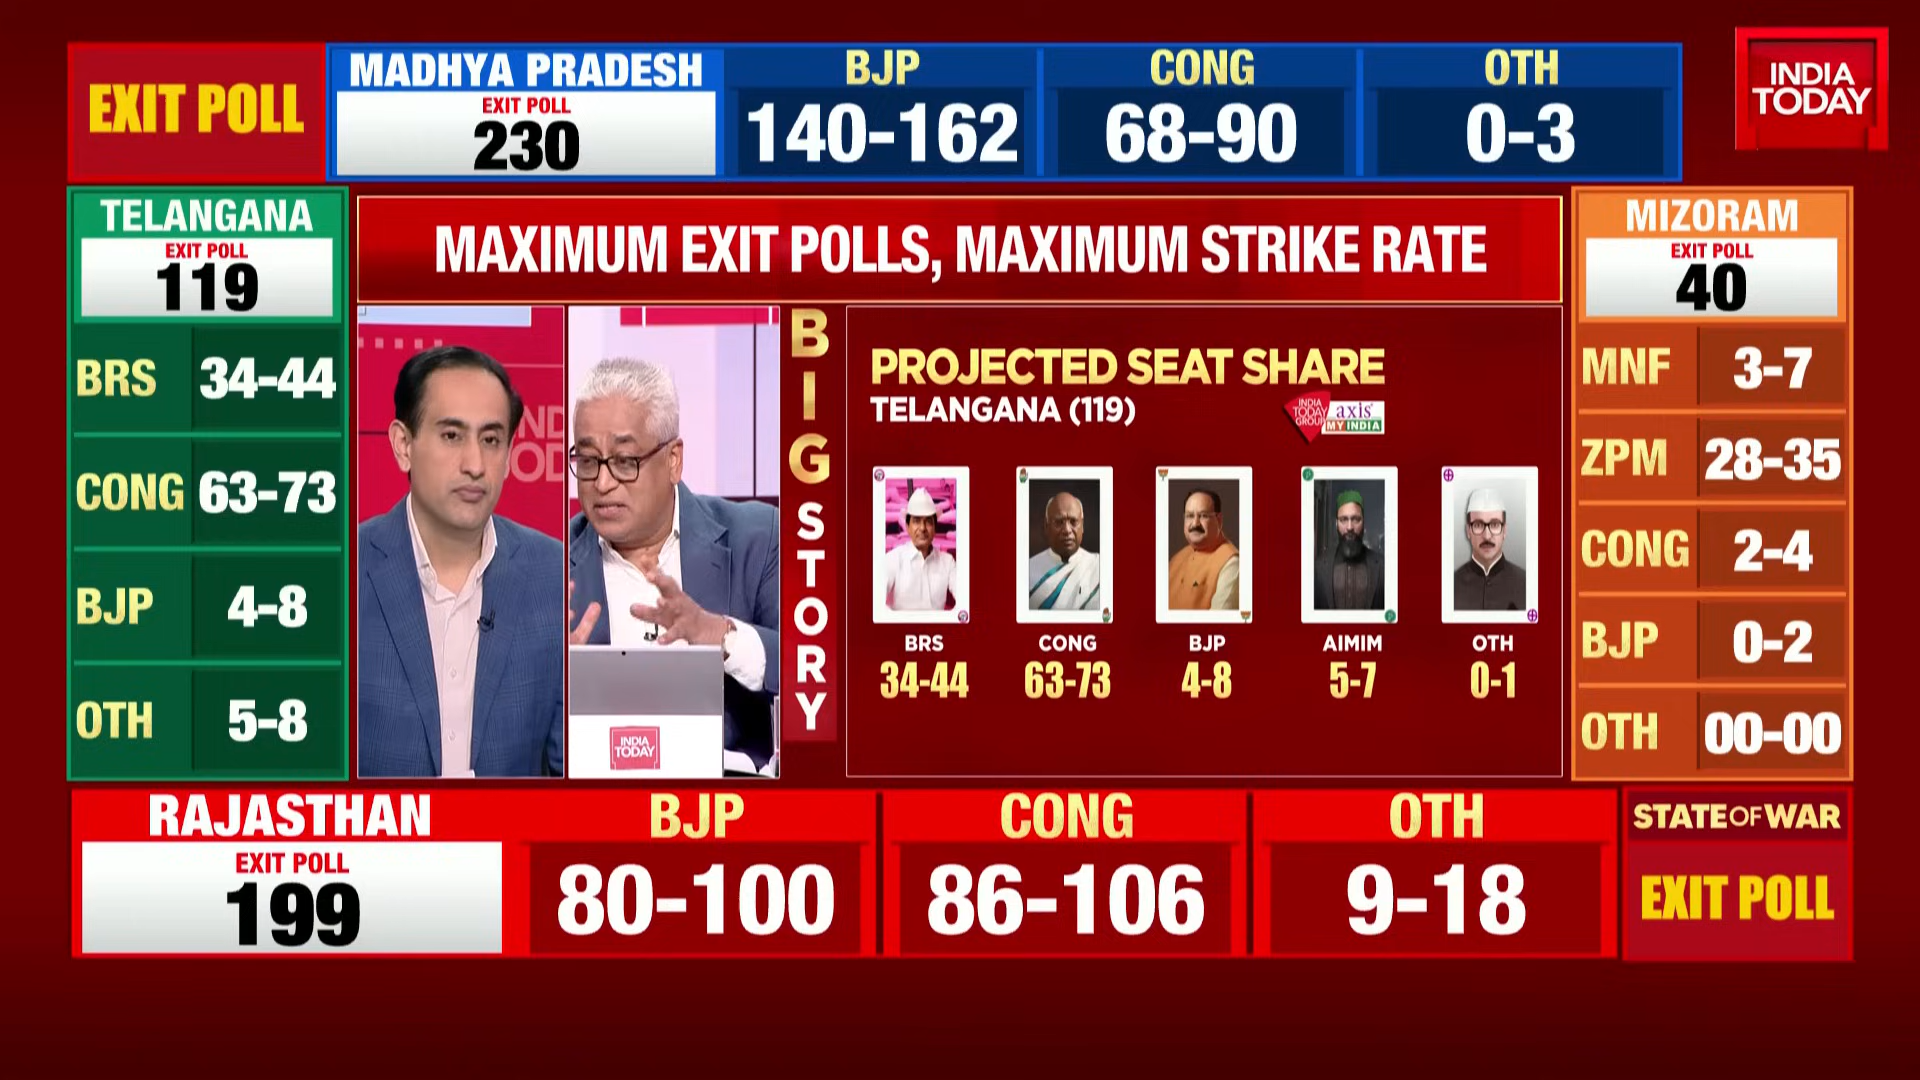 EXIT POLL
MADHYA PRADESH
EXIT POLL
230
BJP
140-162
CONG
68-90
OTH
0-3
INDIA
TODAY
TELANGANA
EXIT POLL
119
BRS 34-44
CONG 63-73
BJP 4-8
OTH 5-8
MAXIMUM EXIT POLLS, MAXIMUM STRIKE RATE
INDIA
TODAY
BIG STORY
PROJECTED SEAT SHARE
TELANGANA (119)
INDIA
TODAY
GROUP
axis
MY INDIA
BRS
34-44
CONG
63-73
BJP
4-8
AIMIM
5-7
OTH
0-1
MIZORAM
EXIT POLL
40
MNF 3-7
ZPM 28-35
CONG 2-4
BJP 0-2
OTH 00-00
RAJASTHAN
EXIT POLL
199
BJP
80-100
CONG
86-106
OTH
9-18
STATE OF WAR
EXIT POLL